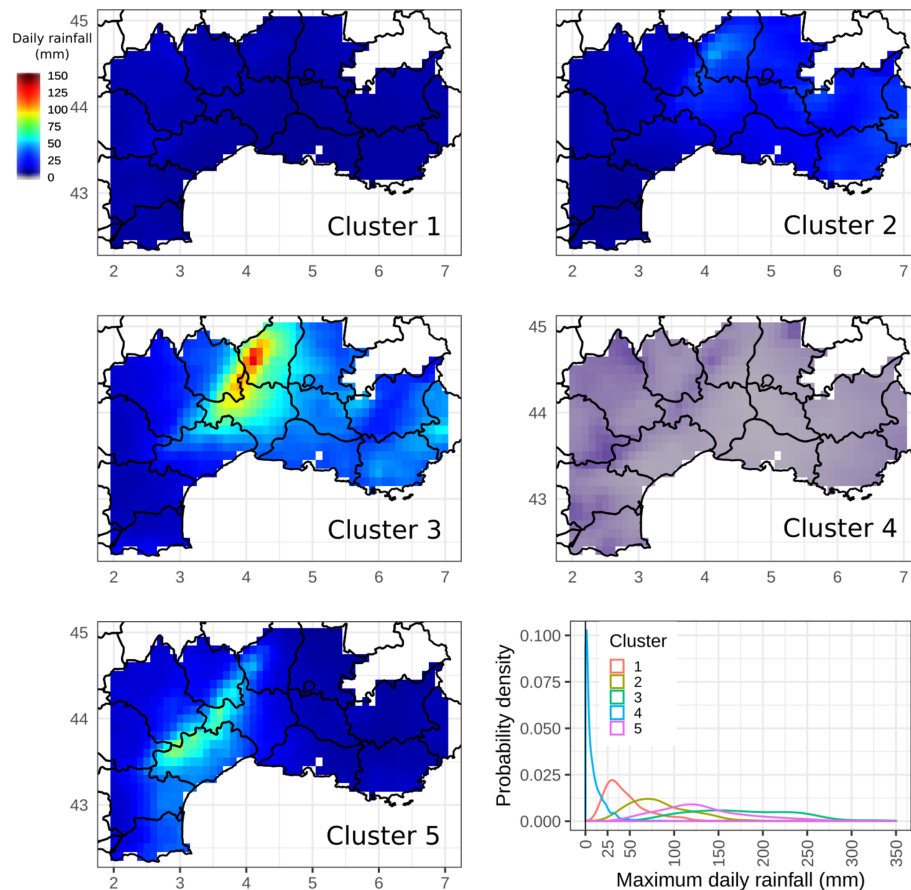 45
44
43
Daily rainfall
(mm)
150
125
100
75
50
25
0
Cluster 1
2 3 4 5 6 7
Cluster 2
2 3 4 5 6 7
45
44
43
Cluster 3
2 3 4 5 6 7
45
44
43
Cluster 4
2 3 4 5 6 7
45
44
43
Cluster 5
2 3 4 5 6 7
Probability density
0.100
0.075
0.050
0.025
0.000
Cluster
1
2
3
4
5
0 25 50 100 150 200 250 300 350
Maximum daily rainfall (mm)